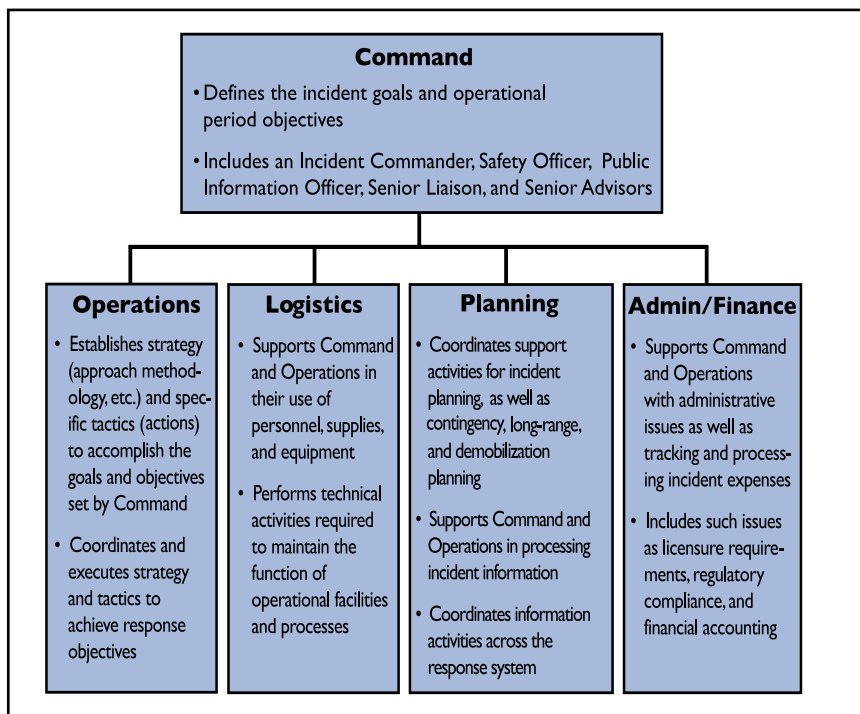 Command
• Defines the incident goals and operational
period objectives
• Includes an Incident Commander, Safety Officer, Public
Information Officer, Senior Liaison, and Senior Advisors
Operations
• Establishes strategy
(approach method-
ology, etc.) and spec-
ific tactics (actions)
to accomplish the
goals and objectives
set by Command
• Coordinates and
executes strategy
and tactics to
achieve response
objectives
Logistics
• Supports Command
and Operations in
their use of
personnel, supplies,
and equipment
• Performs technical
activities required
to maintain the
function of
operational facilities
and processes
Planning
• Coordinates support
activities for incident
planning, as well as
contingency, long-range,
and demobilization
planning
• Supports Command and
Operations in processing
incident information
• Coordinates information
activities across the
response system
Admin/Finance
• Supports Command
and Operations
with administrative
issues as well as
tracking and process-
ing incident expenses
• Includes such issues
as licensure require-
ments, regulatory
compliance, and
financial accounting